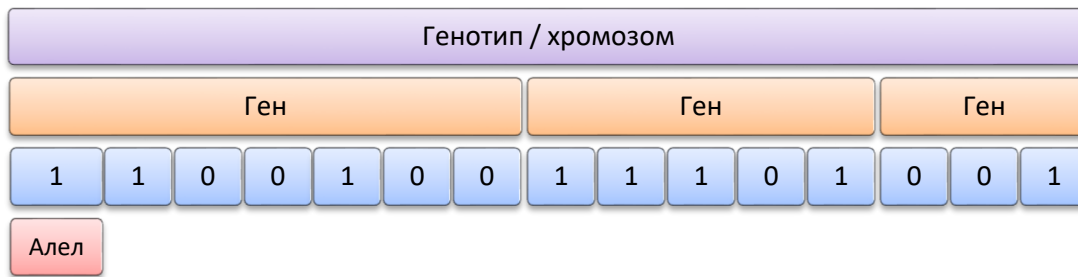 Генотип / хромозом
Ген Ген Ген
1 1 0 0 1 0 0 1 1 1 0 1 0 0 1
Алел